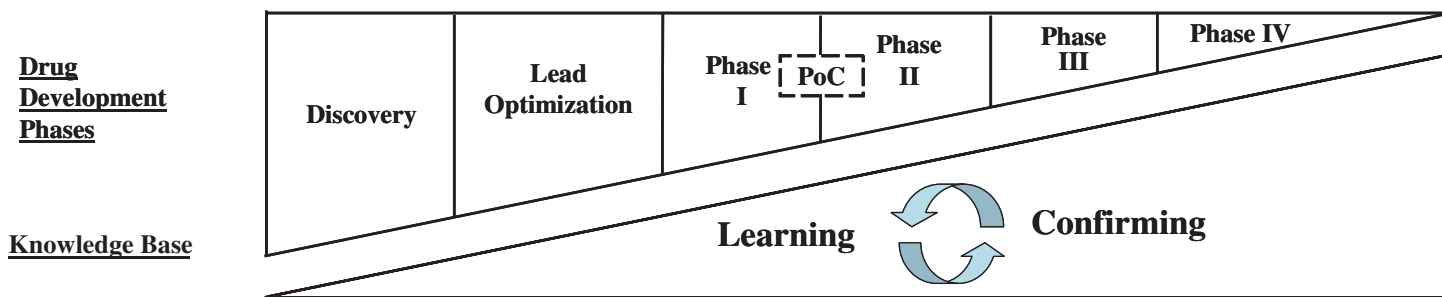 Drug
Development
Phases
Discovery
Lead
Optimization
Phase
I
PoC
Phase
II
Phase
III
Phase IV
Knowledge Base
Learning
Confirming